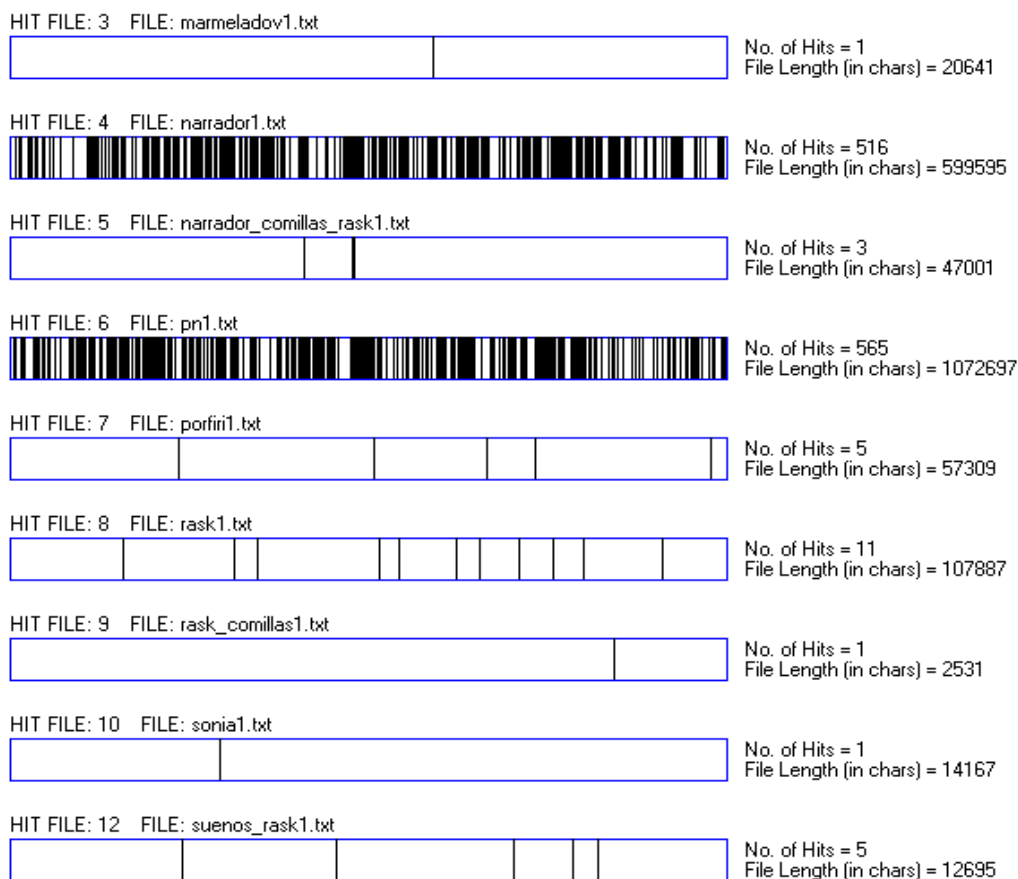 HIT FILE: 3 FILE: marmeladov1.txt
No. of Hits = 1
File Length (in chars) = 20641
HIT FILE: 4 FILE: narrador1.txt
No. of Hits = 516
File Length (in chars) = 599595
HIT FILE: 5 FILE: narrador_comillas_rask1.txt
No. of Hits = 3
File Length (in chars) = 47001
HIT FILE: 6 FILE: pn1.txt
No. of Hits = 565
File Length (in chars) = 1072697
HIT FILE: 7 FILE: porfiri1.txt
No. of Hits = 5
File Length (in chars) = 57309
HIT FILE: 8 FILE: rask1.txt
No. of Hits = 11
File Length (in chars) = 107887
HIT FILE: 9 FILE: rask_comillas1.txt
No. of Hits = 1
File Length (in chars) = 2531
HIT FILE: 10 FILE: sonia1.txt
No. of Hits = 1
File Length (in chars) = 14167
HIT FILE: 12 FILE: suenos_rask1.txt
No. of Hits = 5
File Length (in chars) = 12695